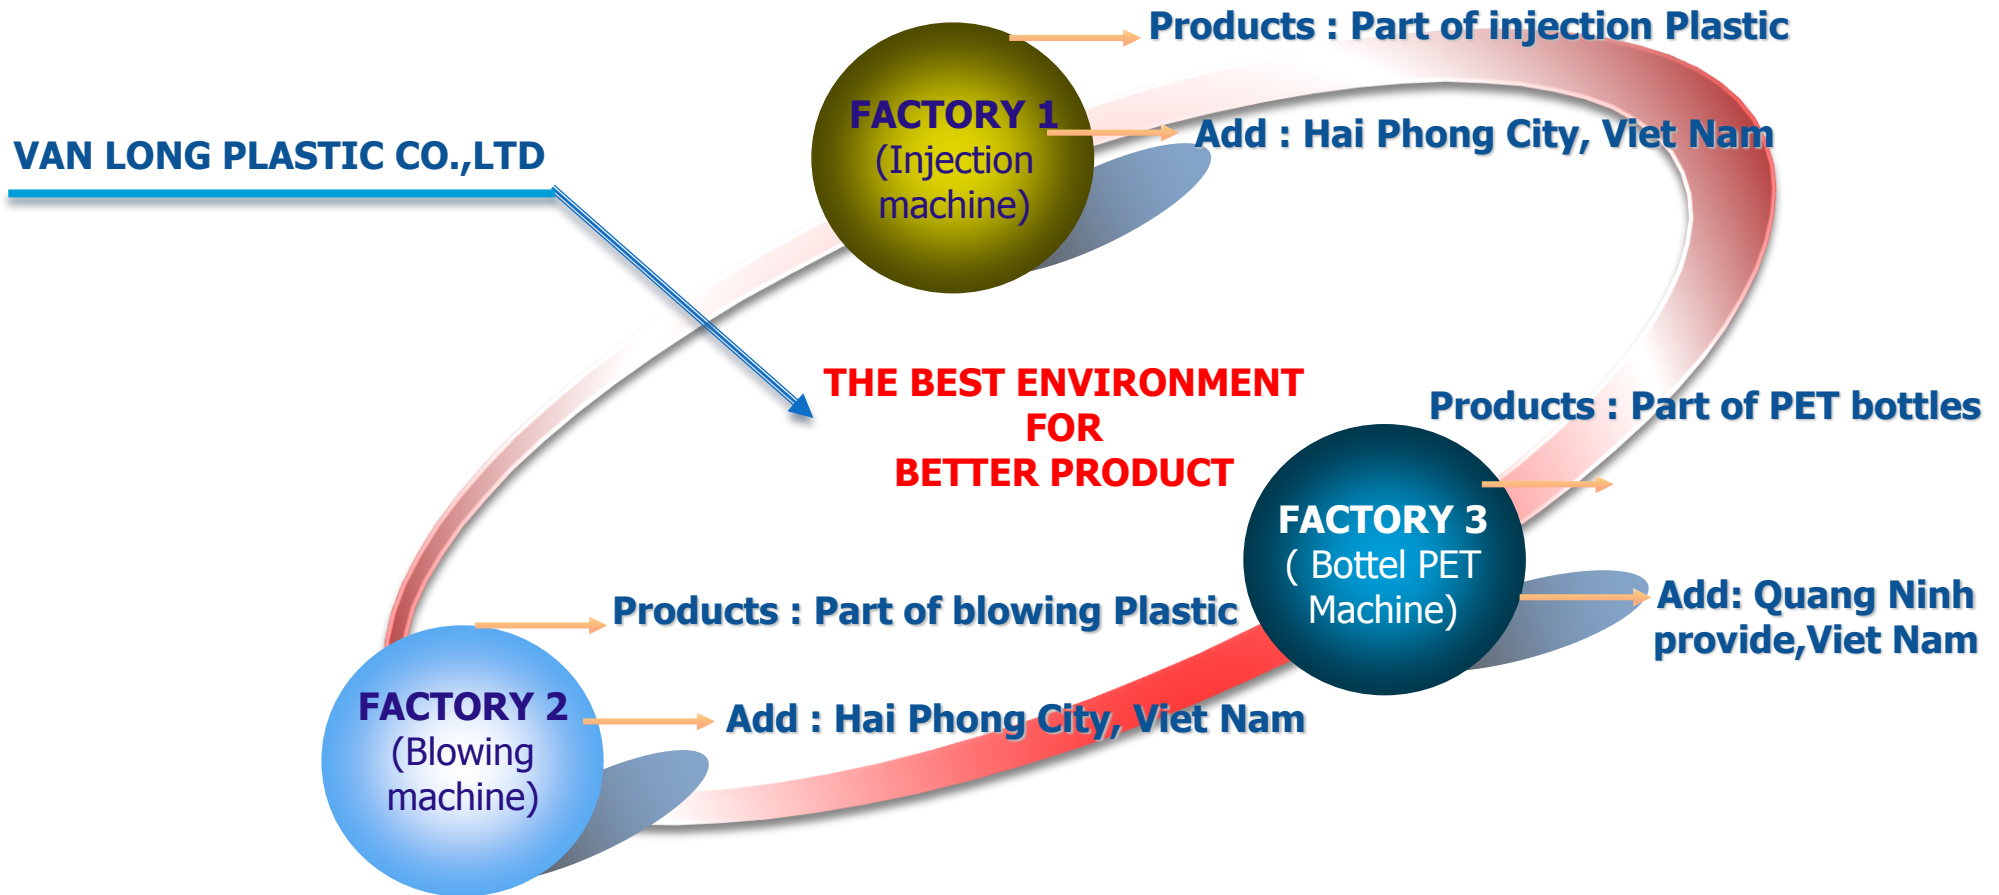 VAN LONG PLASTIC CO.,LTD
Products : Part of injection Plastic
FACTORY 1
(Injection
machine)
Add : Hai Phong City, Viet Nam
THE BEST ENVIRONMENT
FOR
BETTER PRODUCT
Products : Part of PET bottles
FACTORY 3
( Bottel PET
Machine)
Add: Quang Ninh
provide,Viet Nam
Products : Part of blowing Plastic
FACTORY 2
(Blowing
machine)
Add : Hai Phong City, Viet Nam